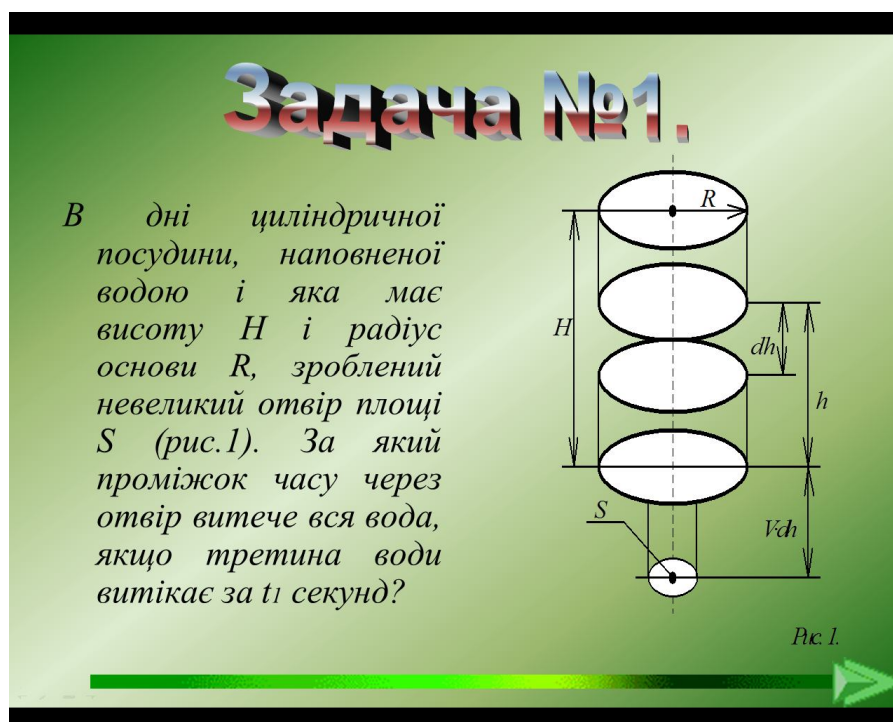 Задача №1.
В дні циліндричної
посудини, наповненої
водою і яка має
висоту H і радіус
основи R, зроблений
невеликий отвір площі
S (рис.1). За який
проміжок часу через
отвір витече вся вода,
якщо третина води
витікає за t1 секунд?
R
H
dh
h
S
V·dh
Рис. 1.